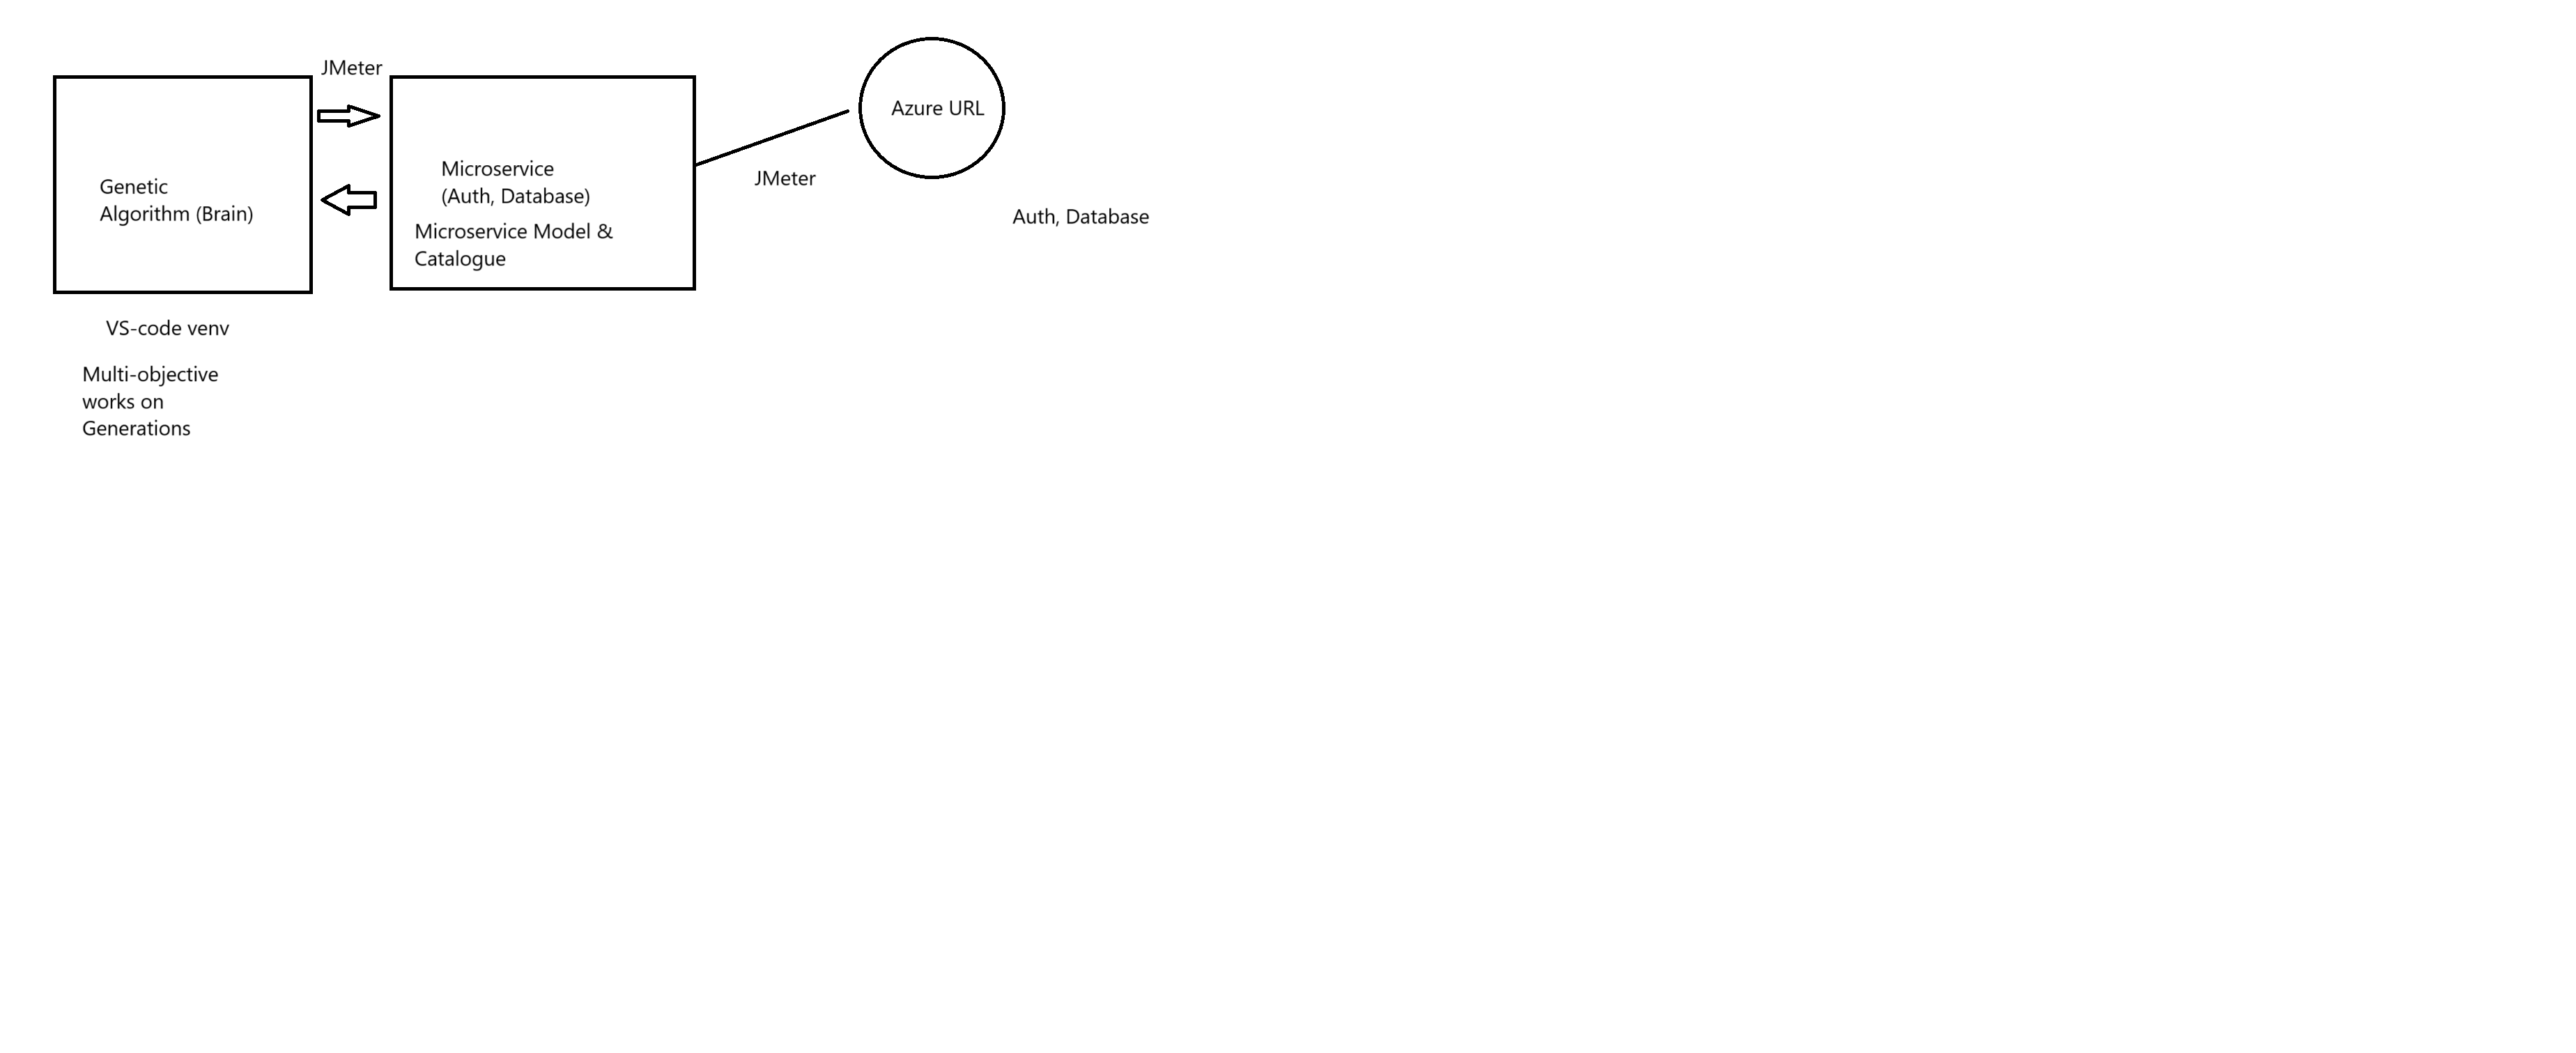 JMeter
Genetic
Algorithm (Brain)
Microservice
(Auth, Database)
Microservice Model &
Catalogue
JMeter
Azure URL
Auth, Database
VS-code venv
Multi-objective
works on
Generations